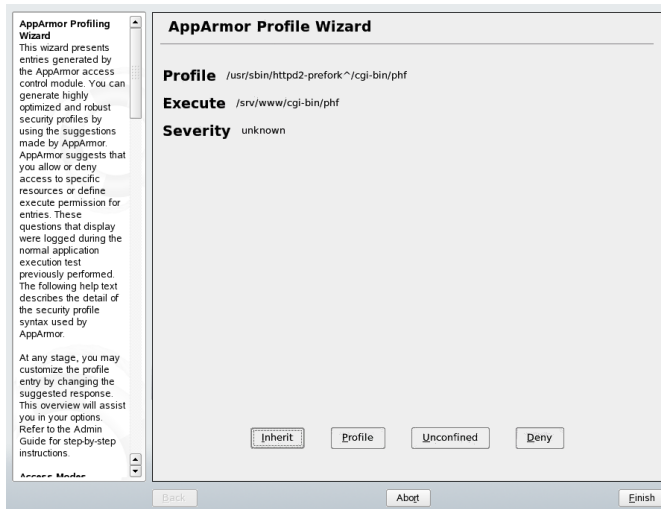 AppArmor Profiling
Wizard
This wizard presents
entries generated by
the AppArmor access
control module. You can
generate highly
optimized and robust
security profiles by
using the suggestions
made by AppArmor.
AppArmor suggests that
you allow or deny
access to specific
resources or define
execute permission for
entries. These
questions that display
were logged during the
normal application
execution test
previously performed.
The following help text
describes the detail of
the security profile
syntax used by
AppArmor.
At any stage, you may
customize the profile
entry by changing the
suggested response.
This overview will assist
you in your options.
Refer to the Admin
Guide for step-by-step
instructions.
Access Modes
AppArmor Profile Wizard
Profile /usr/sbin/httpd2-prefork^/cgi-bin/phf
Execute /srv/www/cgi-bin/phf
Severity unknown
Inherit Profile Unconfined Deny
Back Abort Finish